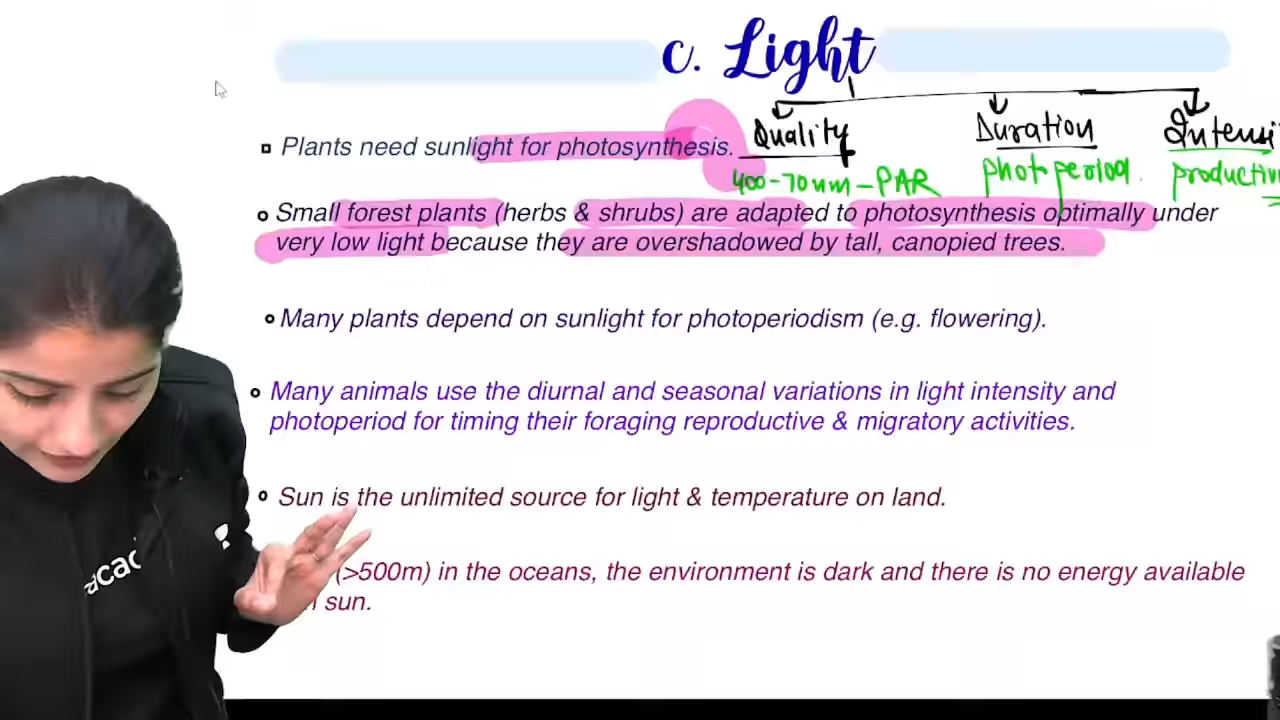 c. Light
Quality
Duration
Intensi
Plants need sunlight for photosynthesis.
400-70nm-PAR
photoperiod.
productivi
Small forest plants (herbs & shrubs) are adapted to photosynthesis optimally under
very low light because they are overshadowed by tall, canopied trees.
Many plants depend on sunlight for photoperiodism (e.g. flowering).
Many animals use the diurnal and seasonal variations in light intensity and
photoperiod for timing their foraging reproductive & migratory activities.
Sun is the unlimited source for light & temperature on land.
(>500m) in the oceans, the environment is dark and there is no energy available
sun.
acad